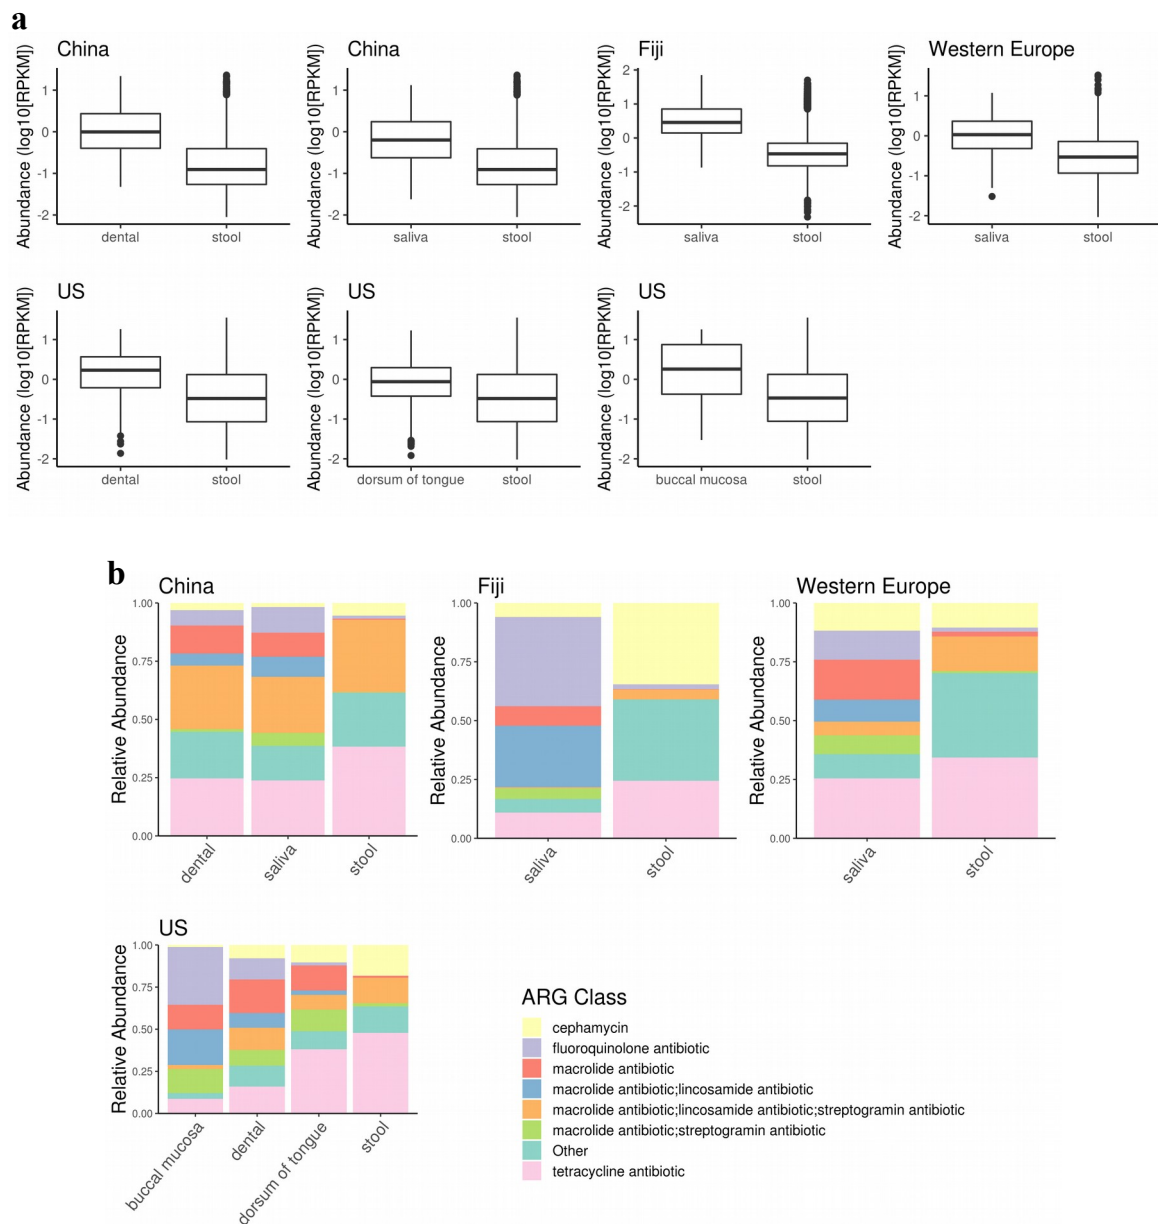 a
China
Abundance (log10[RPKM])
1
0
-1
-2
dental
stool
China
Abundance (log10[RPKM])
1
0
-1
-2
saliva
stool
Fiji
Abundance (log10[RPKM])
2
1
0
-1
-2
saliva
stool
Western Europe
Abundance (log10[RPKM])
1
0
-1
-2
saliva
stool
US
Abundance (log10[RPKM])
1
0
-1
-2
dental
stool
US
Abundance (log10[RPKM])
1
0
-1
-2
dorsum of tongue
stool
US
Abundance (log10[RPKM])
1
0
-1
-2
buccal mucosa
stool
b
China
Relative Abundance
1.00
0.75
0.50
0.25
0.00
dental
saliva
stool
Fiji
Relative Abundance
1.00
0.75
0.50
0.25
0.00
saliva
stool
Western Europe
Relative Abundance
1.00
0.75
0.50
0.25
0.00
saliva
stool
US
Relative Abundance
1.00
0.75
0.50
0.25
0.00
buccal mucosa
dental
dorsum of tongue
stool
ARG Class
cephamycin
fluoroquinolone antibiotic
macrolide antibiotic
macrolide antibiotic;lincosamide antibiotic
macrolide antibiotic;lincosamide antibiotic;streptogramin antibiotic
macrolide antibiotic;streptogramin antibiotic
Other
tetracycline antibiotic